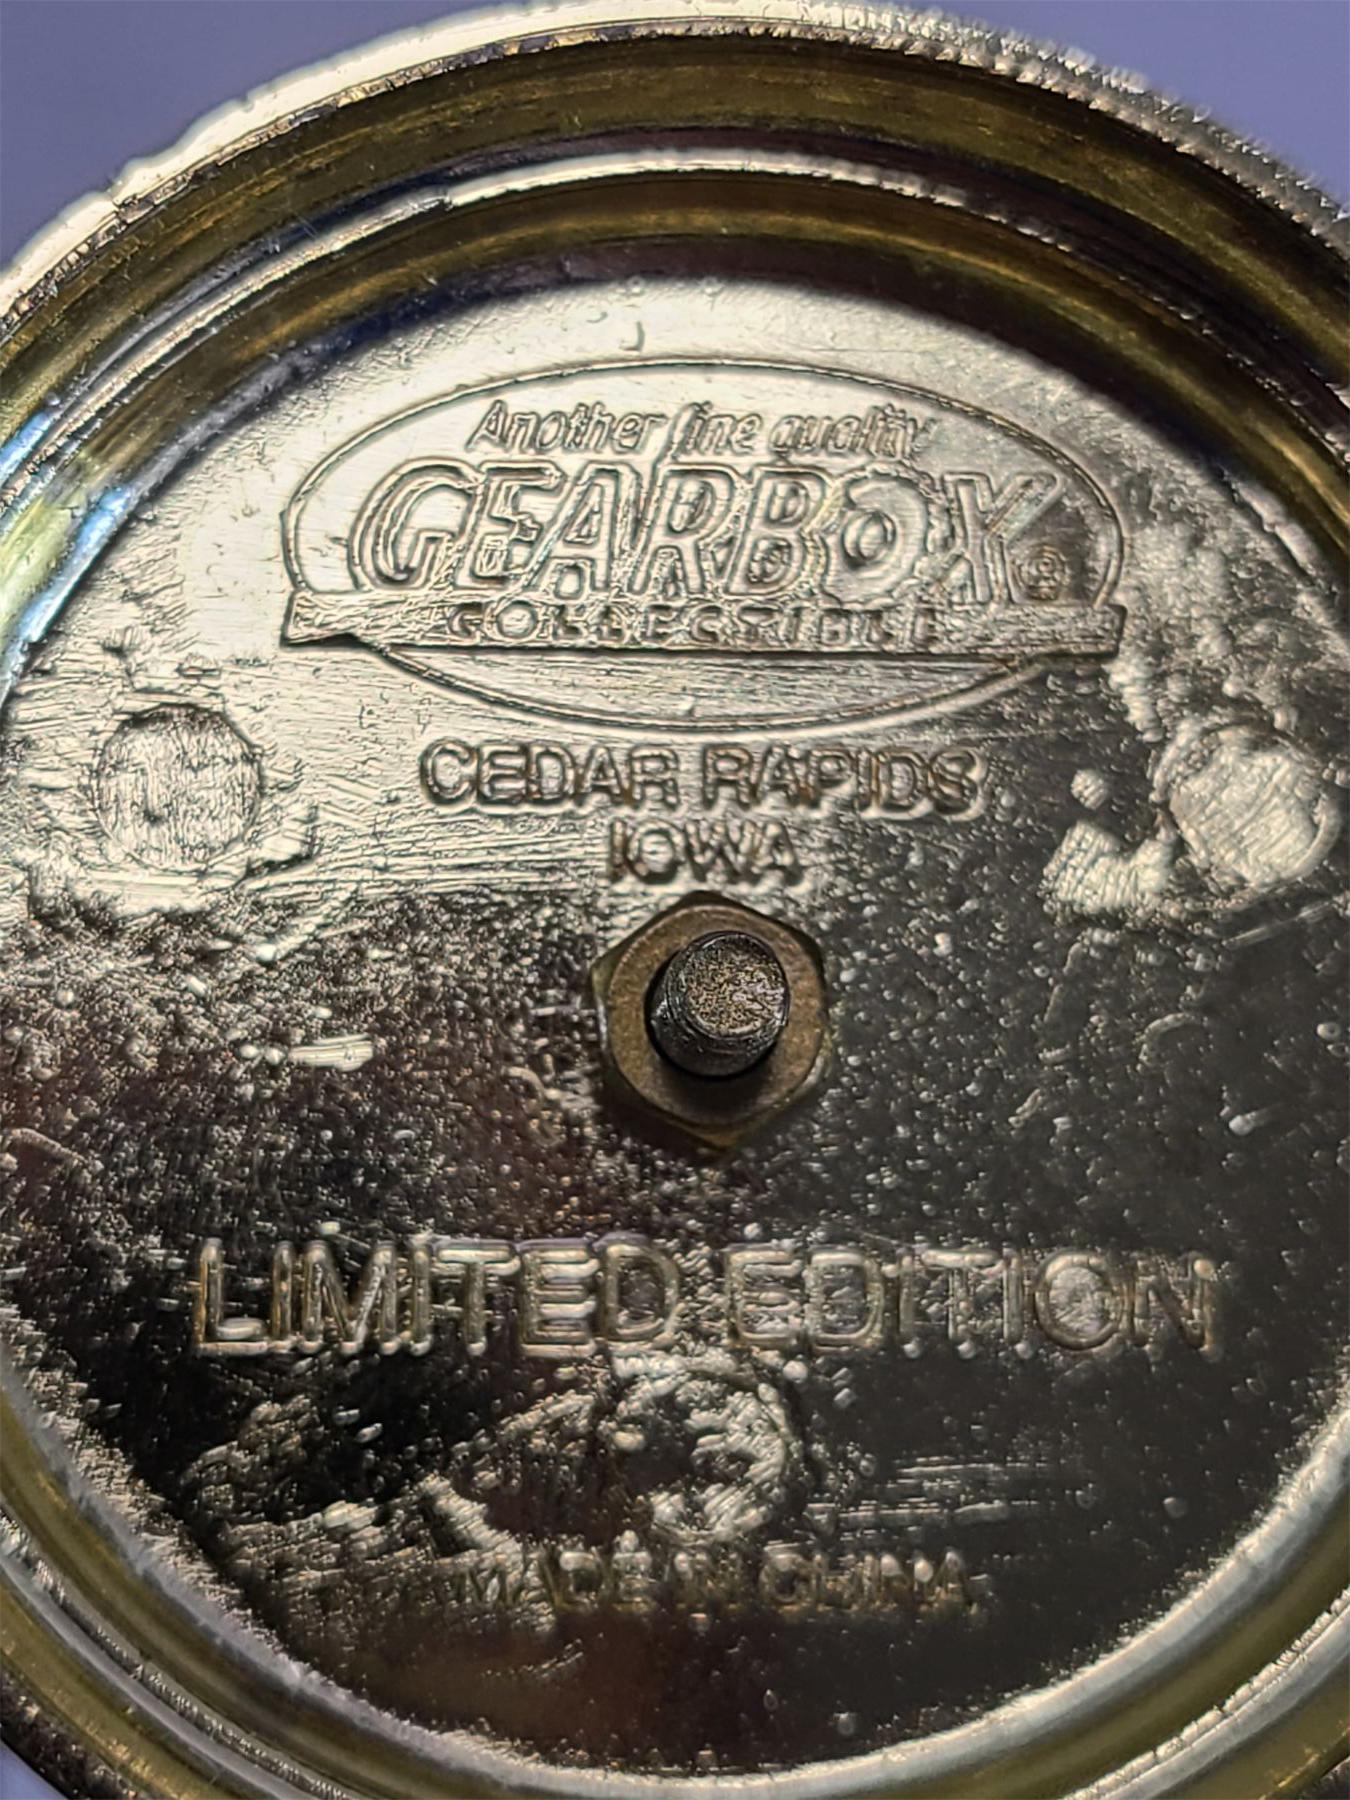 Another fine quality
GEARBOX ®
COLLECTIBLE
CEDAR RAPIDS
IOWA
LIMITED EDITION
MADE IN CHINA